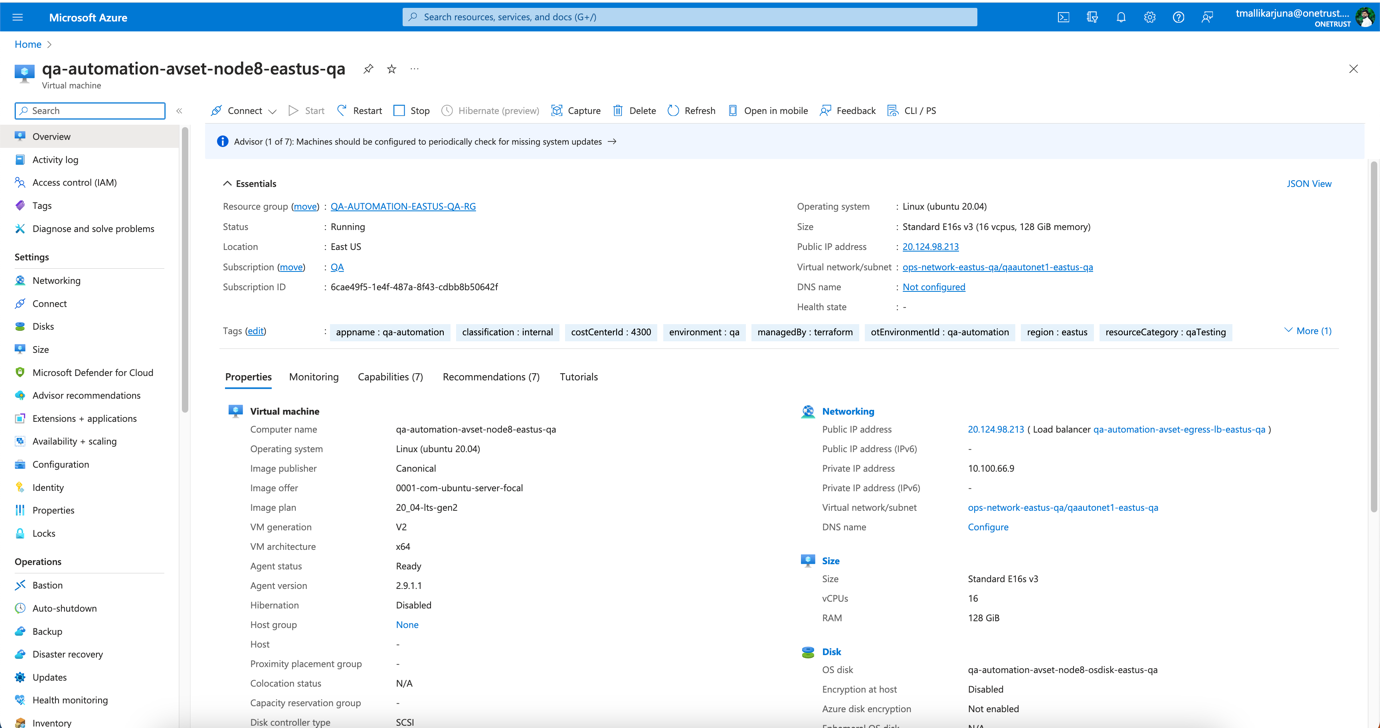 Microsoft Azure
Search resources, services, and docs (G+/)
tmallikarjuna@onetrust....
ONETRUST
Home
qa-automation-avset-node8-eastus-qa
Virtual machine
Search
Connect Start Restart Stop Hibernate (preview) Capture Delete Refresh Open in mobile Feedback CLI / PS
Advisor (1 of 7): Machines should be configured to periodically check for missing system updates →
Overview
Activity log
Access control (IAM)
Tags
Diagnose and solve problems
Settings
Networking
Connect
Disks
Size
Microsoft Defender for Cloud
Advisor recommendations
Extensions + applications
Availability + scaling
Configuration
Identity
Properties
Locks
Operations
Bastion
Auto-shutdown
Backup
Disaster recovery
Updates
Health monitoring
Inventory
Essentials
JSON View
Resource group (move) : QA-AUTOMATION-EASTUS-QA-RG
Status : Running
Location : East US
Subscription (move) : QA
Subscription ID : 6cae49f5-1e4f-487a-8f43-cdbb8b50642f
Operating system : Linux (ubuntu 20.04)
Size : Standard E16s v3 (16 vcpus, 128 GiB memory)
Public IP address : 20.124.98.213
Virtual network/subnet : ops-network-eastus-qa/qaautonet1-eastus-qa
DNS name : Not configured
Health state : -
Tags (edit) : appname : qa-automation classification : internal costCenterId : 4300 environment : qa managedBy : terraform otEnvironmentId : qa-automation region : eastus resourceCategory : qaTesting More (1)
Properties Monitoring Capabilities (7) Recommendations (7) Tutorials
Virtual machine
Computer name qa-automation-avset-node8-eastus-qa
Operating system Linux (ubuntu 20.04)
Image publisher Canonical
Image offer 0001-com-ubuntu-server-focal
Image plan 20_04-lts-gen2
VM generation V2
VM architecture x64
Agent status Ready
Agent version 2.9.1.1
Hibernation Disabled
Host group None
Host -
Proximity placement group -
Colocation status N/A
Capacity reservation group -
Disk controller type SCSI
Networking
Public IP address 20.124.98.213 ( Load balancer qa-automation-avset-egress-lb-eastus-qa )
Public IP address (IPv6) -
Private IP address 10.100.66.9
Private IP address (IPv6) -
Virtual network/subnet ops-network-eastus-qa/qaautonet1-eastus-qa
DNS name Configure
Size
Size Standard E16s v3
vCPUs 16
RAM 128 GiB
Disk
OS disk qa-automation-avset-node8-osdisk-eastus-qa
Encryption at host Disabled
Azure disk encryption Not enabled
Ephemeral OS disk N/A